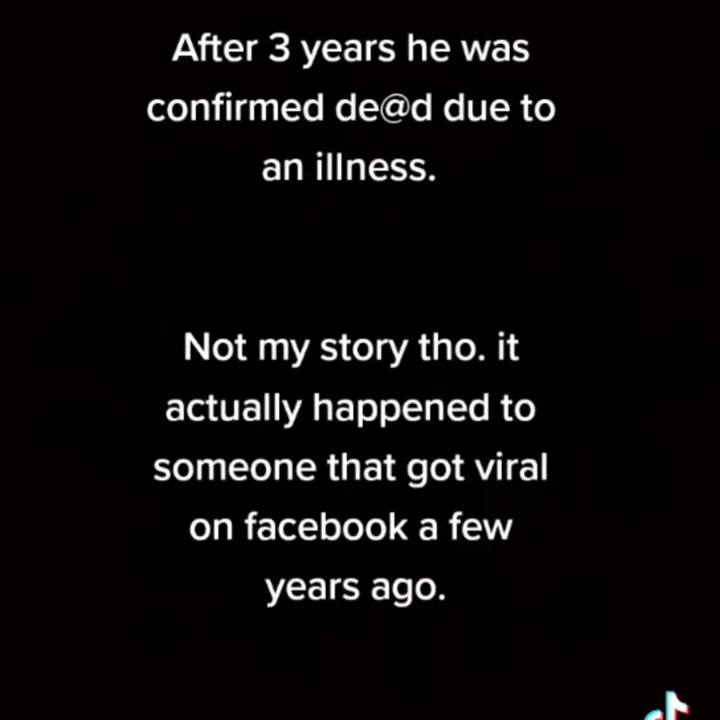 After 3 years he was
confirmed de@d due to
an illness.
Not my story tho. it
actually happened to
someone that got viral
on facebook a few
years ago.